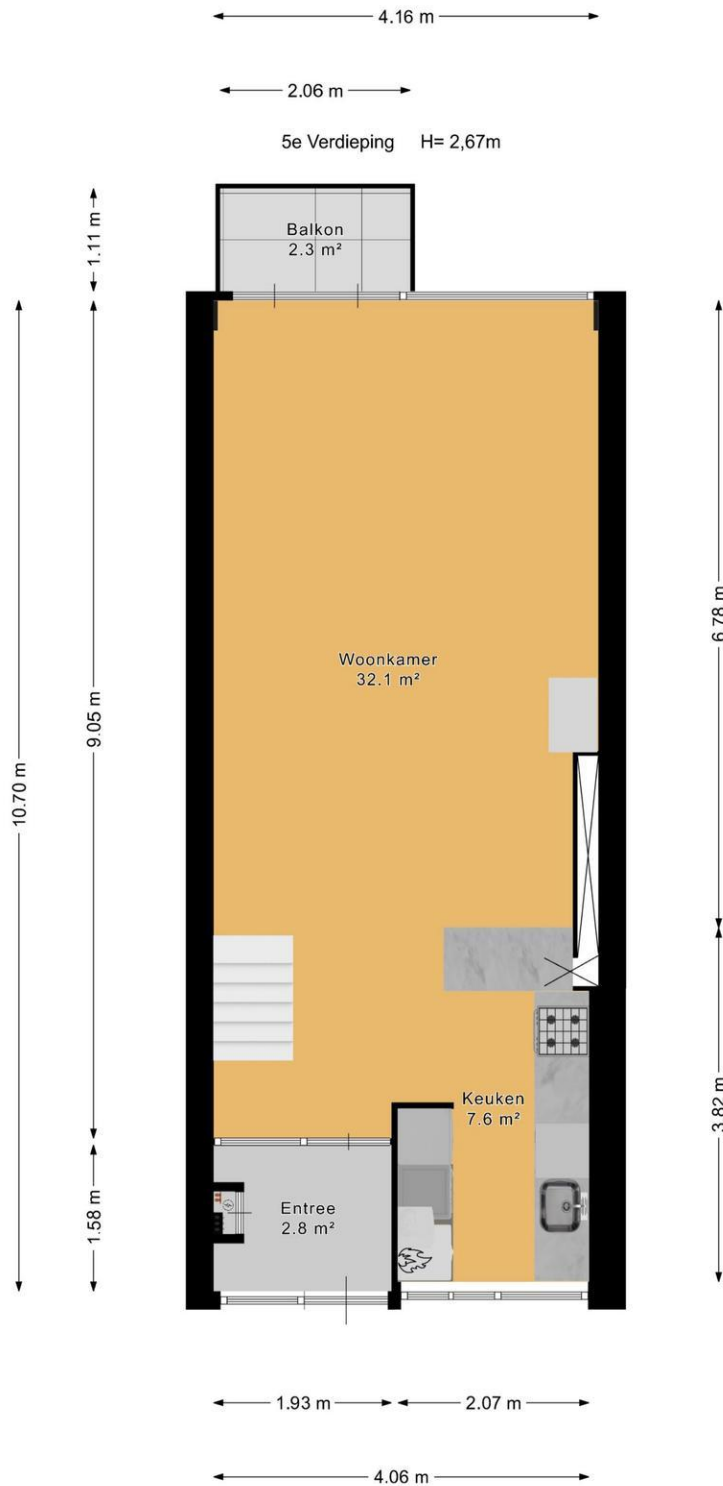 4.16 m
2.06 m
5e Verdieping H= 2,67m
1.11 m
Balkon
2.3 m²
10.70 m
9.05 m
6.78 m
Woonkamer
32.1 m²
3.82 m
Keuken
7.6 m²
1.58 m
Entree
2.8 m²
1.93 m
2.07 m
4.06 m